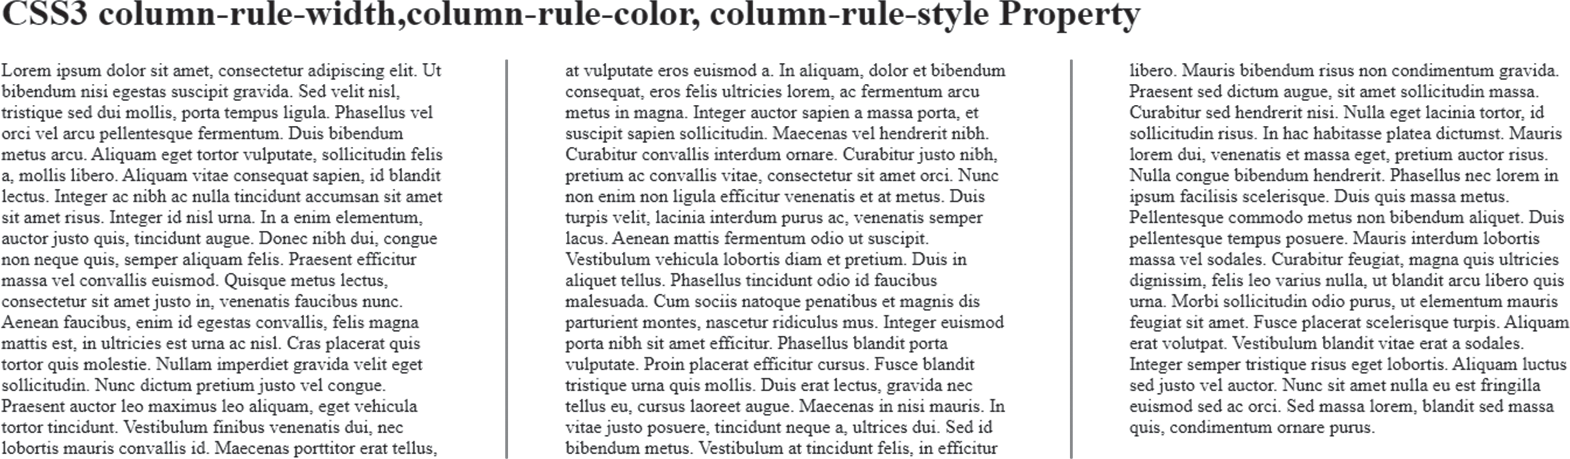 CSS3 column-rule-width,column-rule-color, column-rule-style Property
Lorem ipsum dolor sit amet, consectetur adipiscing elit. Ut
bibendum nisi egestas suscipit gravida. Sed velit nisl,
tristique sed dui mollis, porta tempus ligula. Phasellus vel
orci vel arcu pellentesque fermentum. Duis bibendum
metus arcu. Aliquam eget tortor vulputate, sollicitudin felis
a, mollis libero. Aliquam vitae consequat sapien, id blandit
lectus. Integer ac nibh ac nulla tincidunt accumsan sit amet
sit amet risus. Integer id nisl urna. In a enim elementum,
auctor justo quis, tincidunt augue. Donec nibh dui, congue
non neque quis, semper aliquam felis. Praesent efficitur
massa vel convallis euismod. Quisque metus lectus,
consectetur sit amet justo in, venenatis faucibus nunc.
Aenean faucibus, enim id egestas convallis, felis magna
mattis est, in ultricies est urna ac nisl. Cras placerat quis
tortor quis molestie. Nullam imperdiet gravida velit eget
sollicitudin. Nunc dictum pretium justo vel congue.
Praesent auctor leo maximus leo aliquam, eget vehicula
tortor tincidunt. Vestibulum finibus venenatis dui, nec
lobortis mauris convallis id. Maecenas porttitor erat tellus,
at vulputate eros euismod a. In aliquam, dolor et bibendum
consequat, eros felis ultricies lorem, ac fermentum arcu
metus in magna. Integer auctor sapien a massa porta, et
suscipit sapien sollicitudin. Maecenas vel hendrerit nibh.
Curabitur convallis interdum ornare. Curabitur justo nibh,
pretium ac convallis vitae, consectetur sit amet orci. Nunc
non enim non ligula efficitur venenatis et at metus. Duis
turpis velit, lacinia interdum purus ac, venenatis semper
lacus. Aenean mattis fermentum odio ut suscipit.
Vestibulum vehicula lobortis diam et pretium. Duis in
aliquet tellus. Phasellus tincidunt odio id faucibus
malesuada. Cum sociis natoque penatibus et magnis dis
parturient montes, nascetur ridiculus mus. Integer euismod
porta nibh sit amet efficitur. Phasellus blandit porta
vulputate. Proin placerat efficitur cursus. Fusce blandit
tristique urna quis mollis. Duis erat lectus, gravida nec
tellus eu, cursus laoreet augue. Maecenas in nisi mauris. In
vitae justo posuere, tincidunt neque a, ultrices dui. Sed id
bibendum metus. Vestibulum at tincidunt felis, in efficitur
libero. Mauris bibendum risus non condimentum gravida.
Praesent sed dictum augue, sit amet sollicitudin massa.
Curabitur sed hendrerit nisi. Nulla eget lacinia tortor, id
sollicitudin risus. In hac habitasse platea dictumst. Mauris
lorem dui, venenatis et massa eget, pretium auctor risus.
Nulla congue bibendum hendrerit. Phasellus nec lorem in
ipsum facilisis scelerisque. Duis quis massa metus.
Pellentesque commodo metus non bibendum aliquet. Duis
pellentesque tempus posuere. Mauris interdum lobortis
massa vel sodales. Curabitur feugiat, magna quis ultricies
dignissim, felis leo varius nulla, ut blandit arcu libero quis
urna. Morbi sollicitudin odio purus, ut elementum mauris
feugiat sit amet. Fusce placerat scelerisque turpis. Aliquam
erat volutpat. Vestibulum blandit vitae erat a sodales.
Integer semper tristique risus eget lobortis. Aliquam luctus
sed justo vel auctor. Nunc sit amet nulla eu est fringilla
euismod sed ac orci. Sed massa lorem, blandit sed massa
quis, condimentum ornare purus.